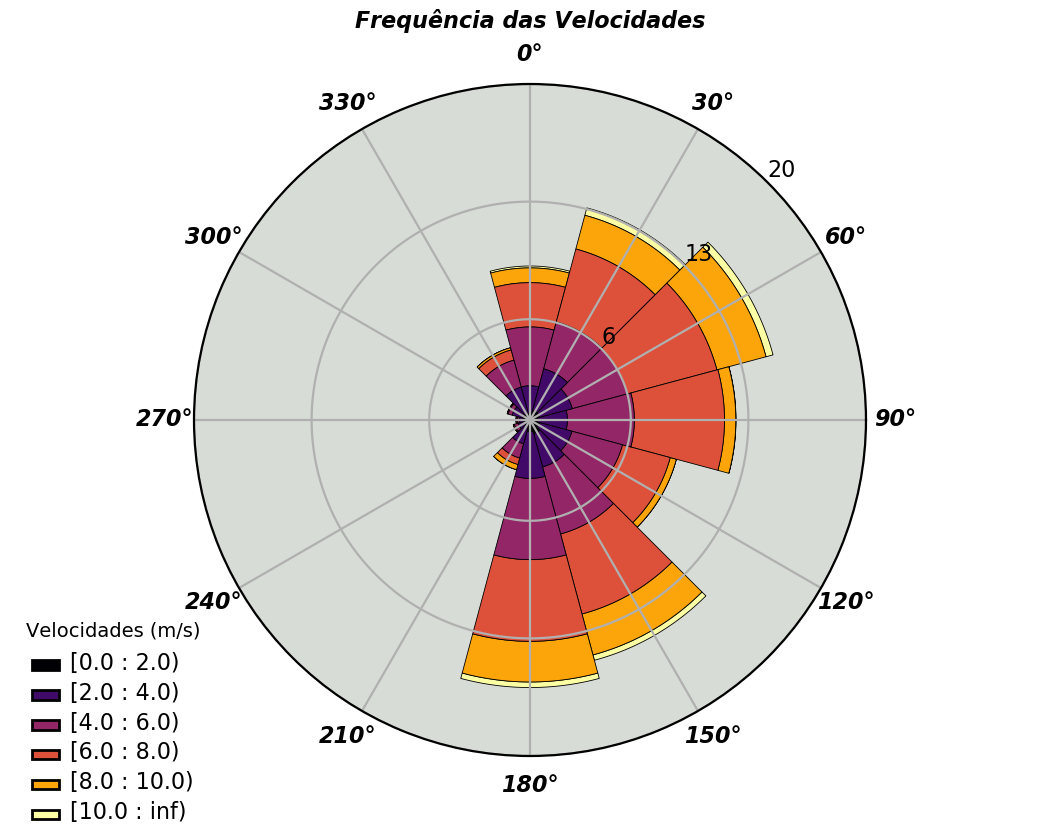 Frequência das Velocidades
0°
330°
30°
20
300°
60°
13
6
270°
90°
240°
120°
Velocidades (m/s)
[0.0 : 2.0)
[2.0 : 4.0)
[4.0 : 6.0)
210°
150°
[6.0 : 8.0)
[8.0 : 10.0)
180°
[10.0 : inf)